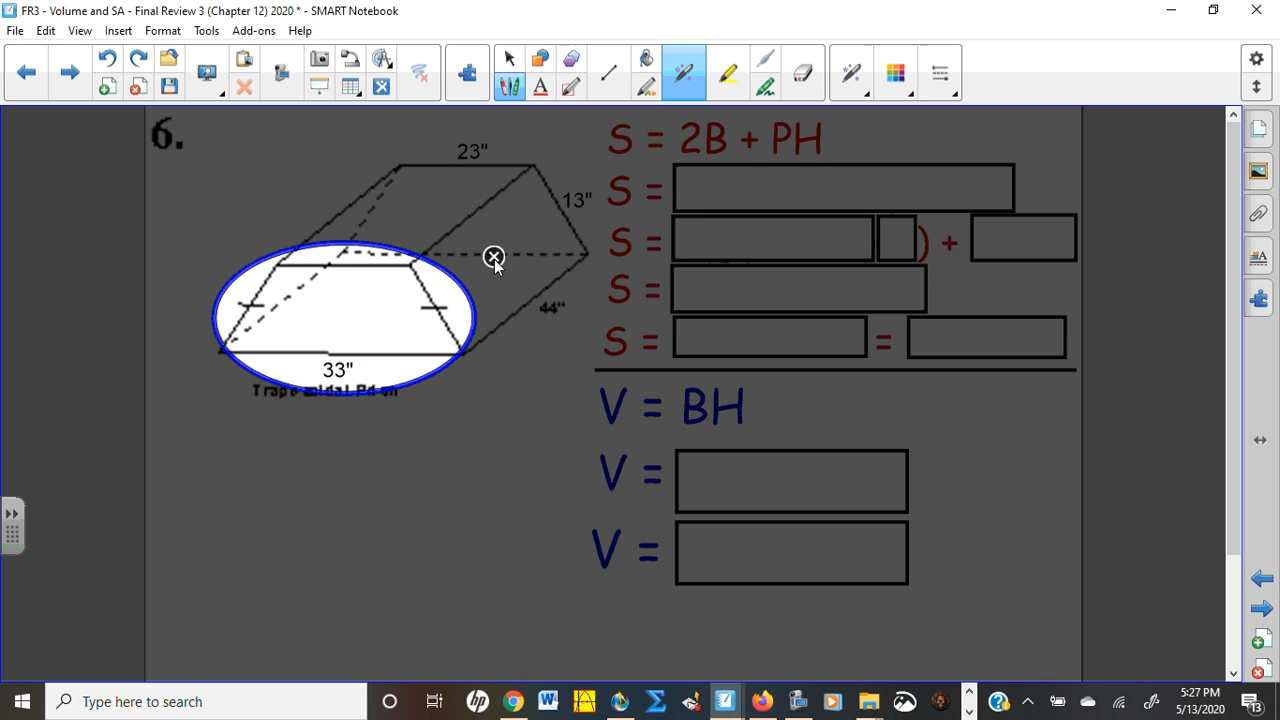 FR3 - Volume and SA - Final Review 3 (Chapter 12) 2020 * - SMART Notebook
File Edit View Insert Format Tools Add-ons Help
6.
23"
13"
44"
33"
S = 2B + PH
S =
S = ) +
S =
S = =
V = BH
V =
V =
Type here to search
5:27 PM
5/13/2020
13